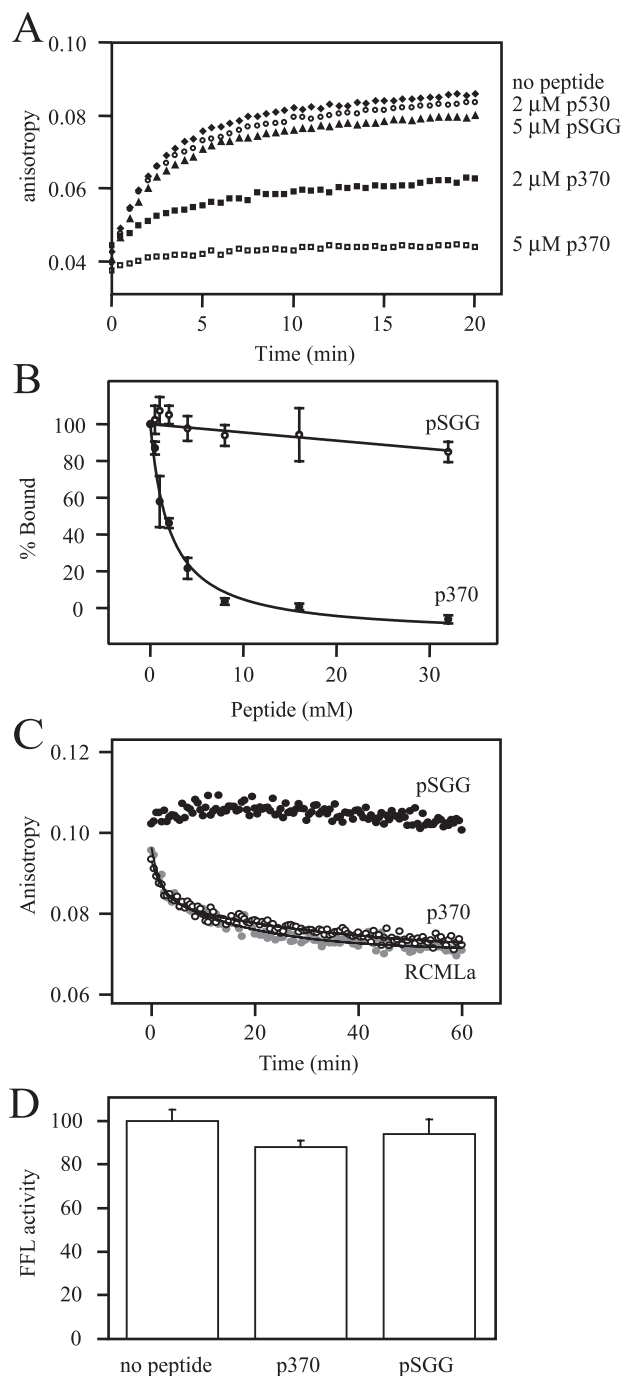 A
0.10
0.08
0.06
0.04
anisotropy
0
5
10
15
20
Time (min)
no peptide
2 µM p530
5 µM pSGG
2 µM p370
5 µM p370
B
100
80
60
40
20
0
% Bound
pSGG
p370
0
10
20
30
Peptide (mM)
C
0.12
0.10
0.08
0.06
Anisotropy
pSGG
p370
RCMLa
0
20
40
60
Time (min)
D
100
80
60
40
20
0
FFL activity
no peptide
p370
pSGG